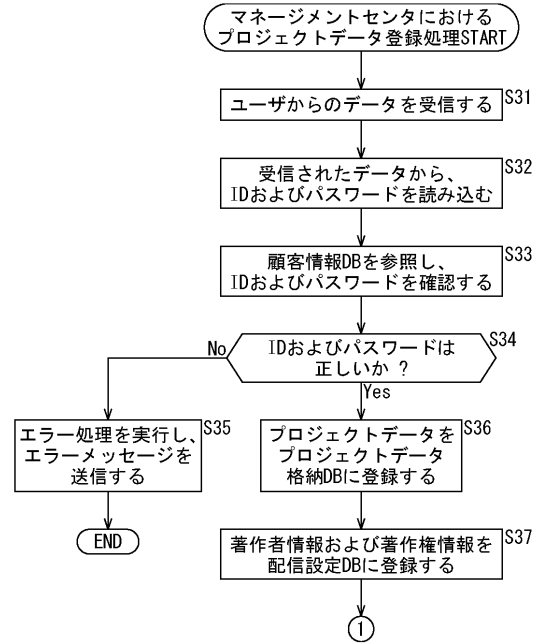 マネージメントセンタにおける
プロジェクトデータ登録処理START
ユーザからのデータを受信する
S31
受信されたデータから、
IDおよびパスワードを読み込む
S32
顧客情報DBを参照し、
IDおよびパスワードを確認する
S33
IDおよびパスワードは
正しいか ?
S34
No
Yes
エラー処理を実行し、
エラーメッセージを
送信する
S35
プロジェクトデータを
プロジェクトデータ
格納DBに登録する
S36
END
著作者情報および著作権情報を
配信設定DBに登録する
S37
1